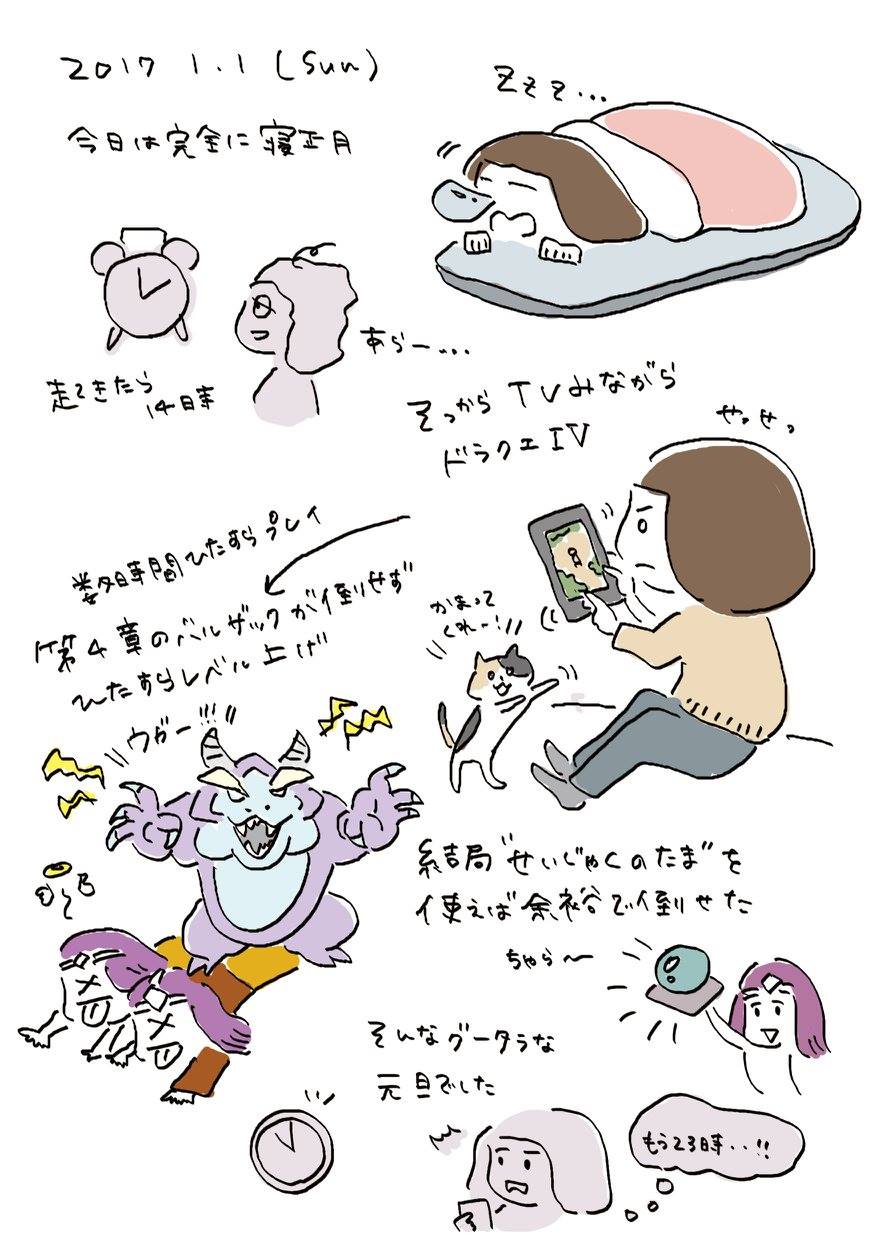 2017 1.1 (Sun)
今日は完全に寝正月
ZZZ...
あらー...
起てきたら
14時
そっから TVみながら
ドラクエIV
せっせっ
数時間ひたすらプレイ
第4章のバルザックが倒せず
ひたすらレベル上げ
かまって
くれー!!
ウガー!!!
結局"せいじゃくのたま"を
使えば余裕で倒せた
ちゃら〜
そんなグータラな
元旦でした
もう23時..!!